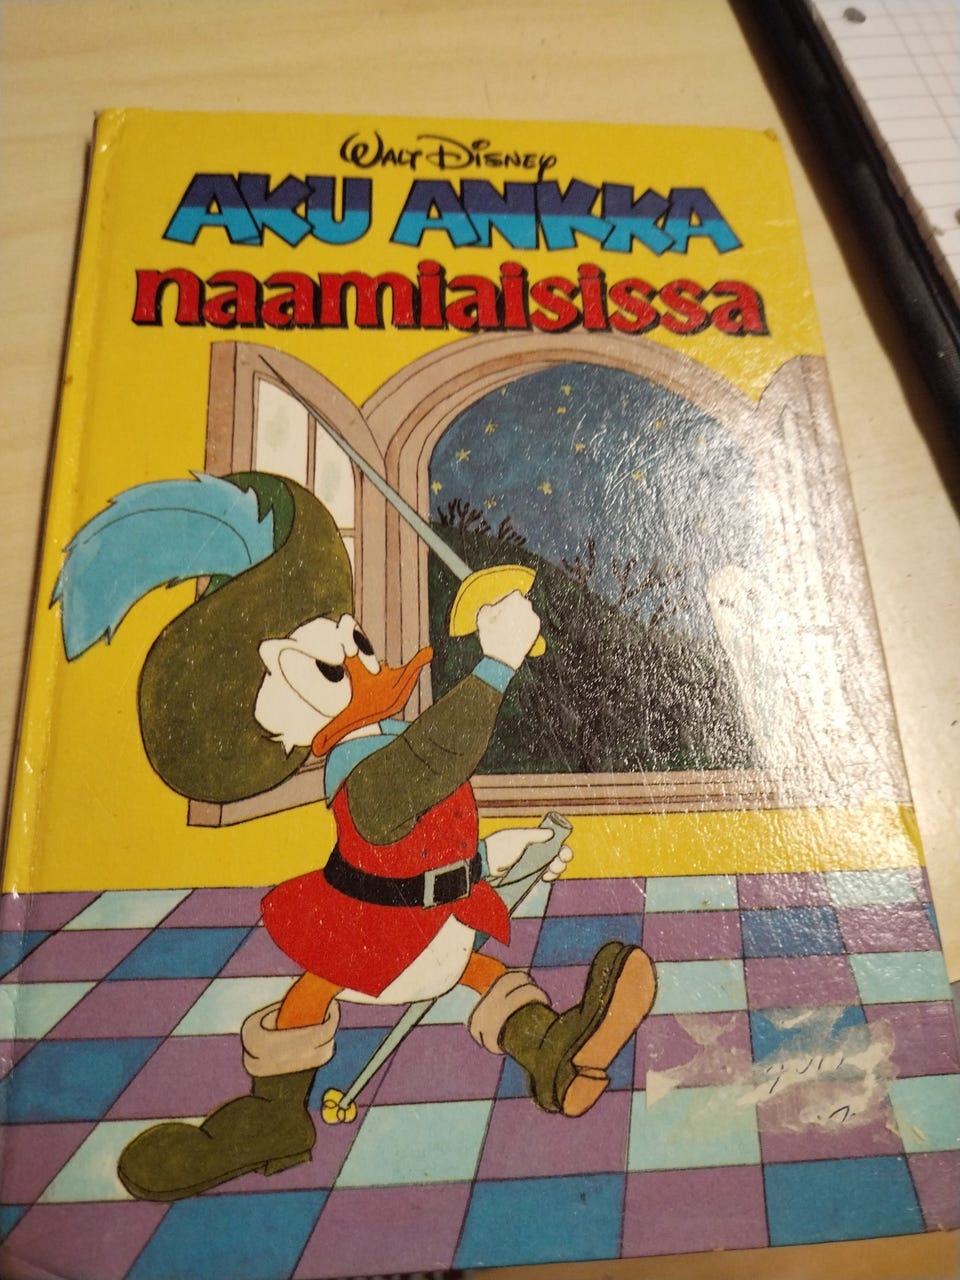 Walt Disney
AKU ANKKA
naamiaisissa